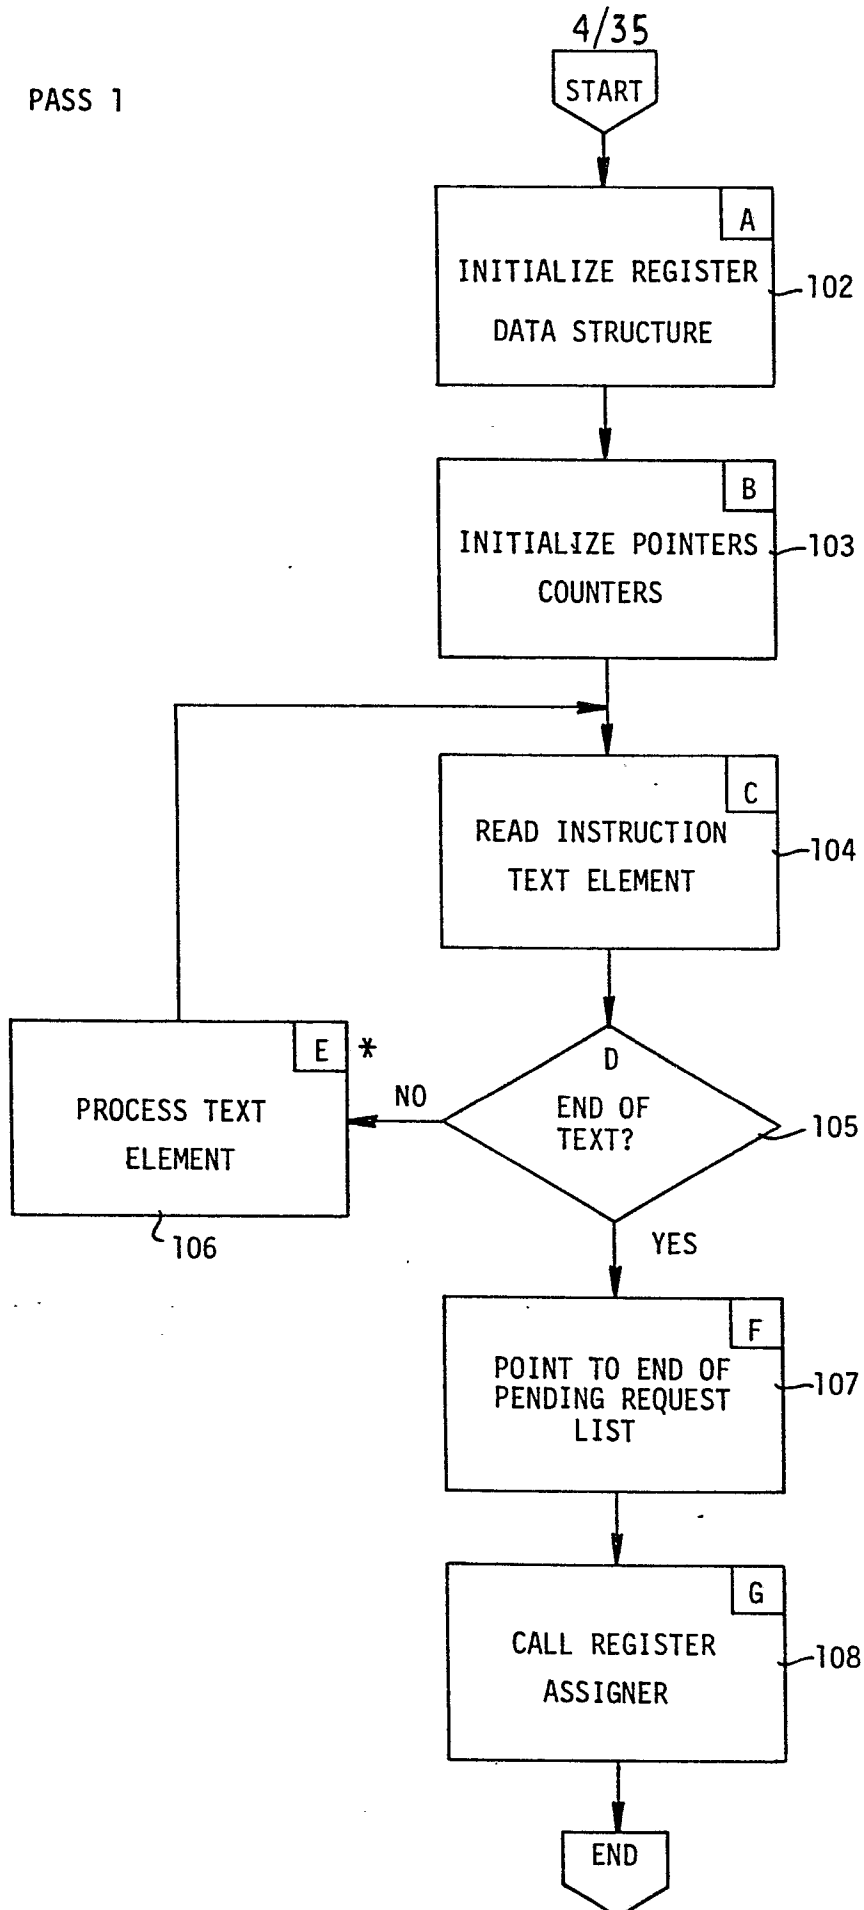 4/35
PASS 1
START
A
INITIALIZE REGISTER
DATA STRUCTURE
102
B
INITIALIZE POINTERS
COUNTERS
103
C
READ INSTRUCTION
TEXT ELEMENT
104
D
END OF
TEXT?
105
NO
E *
PROCESS TEXT
ELEMENT
106
YES
F
POINT TO END OF
PENDING REQUEST
LIST
107
G
CALL REGISTER
ASSIGNER
108
END